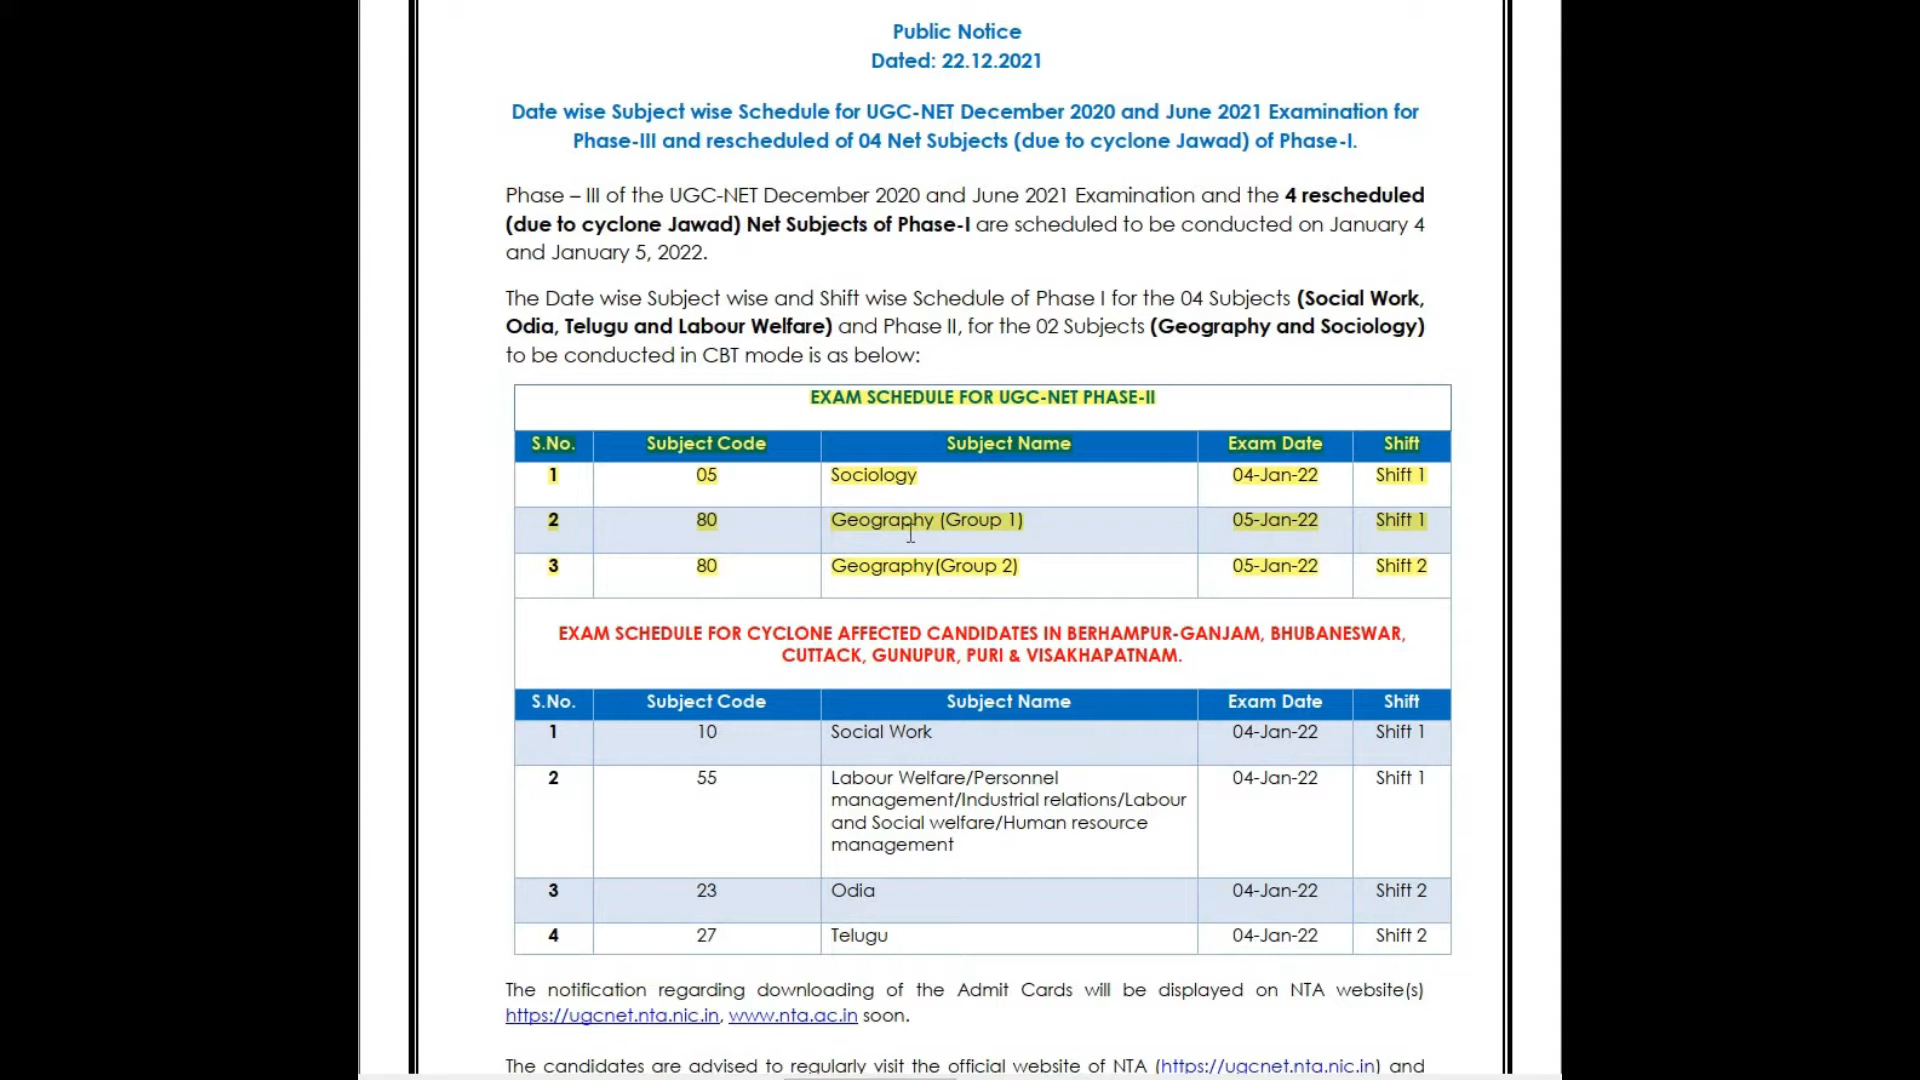 Public Notice
Dated: 22.12.2021
Date wise Subject wise Schedule for UGC-NET December 2020 and June 2021 Examination for
Phase-III and rescheduled of 04 Net Subjects (due to cyclone Jawad) of Phase-I.
Phase – III of the UGC-NET December 2020 and June 2021 Examination and the 4 rescheduled
(due to cyclone Jawad) Net Subjects of Phase-I are scheduled to be conducted on January 4
and January 5, 2022.
The Date wise Subject wise and Shift wise Schedule of Phase I for the 04 Subjects (Social Work,
Odia, Telugu and Labour Welfare) and Phase II, for the 02 Subjects (Geography and Sociology)
to be conducted in CBT mode is as below:
EXAM SCHEDULE FOR UGC-NET PHASE-II
S.No. Subject Code Subject Name Exam Date Shift
1 05 Sociology 04-Jan-22 Shift 1
2 80 Geography (Group 1) 05-Jan-22 Shift 1
3 80 Geography(Group 2) 05-Jan-22 Shift 2
EXAM SCHEDULE FOR CYCLONE AFFECTED CANDIDATES IN BERHAMPUR-GANJAM, BHUBANESWAR,
CUTTACK, GUNUPUR, PURI & VISAKHAPATNAM.
S.No. Subject Code Subject Name Exam Date Shift
1 10 Social Work 04-Jan-22 Shift 1
2 55 Labour Welfare/Personnel 04-Jan-22 Shift 1
management/Industrial relations/Labour
and Social welfare/Human resource
management
3 23 Odia 04-Jan-22 Shift 2
4 27 Telugu 04-Jan-22 Shift 2
The notification regarding downloading of the Admit Cards will be displayed on NTA website(s)
https://ugcnet.nta.nic.in, www.nta.ac.in soon.
The candidates are advised to regularly visit the official website of NTA (https://ugcnet.nta.nic.in) and